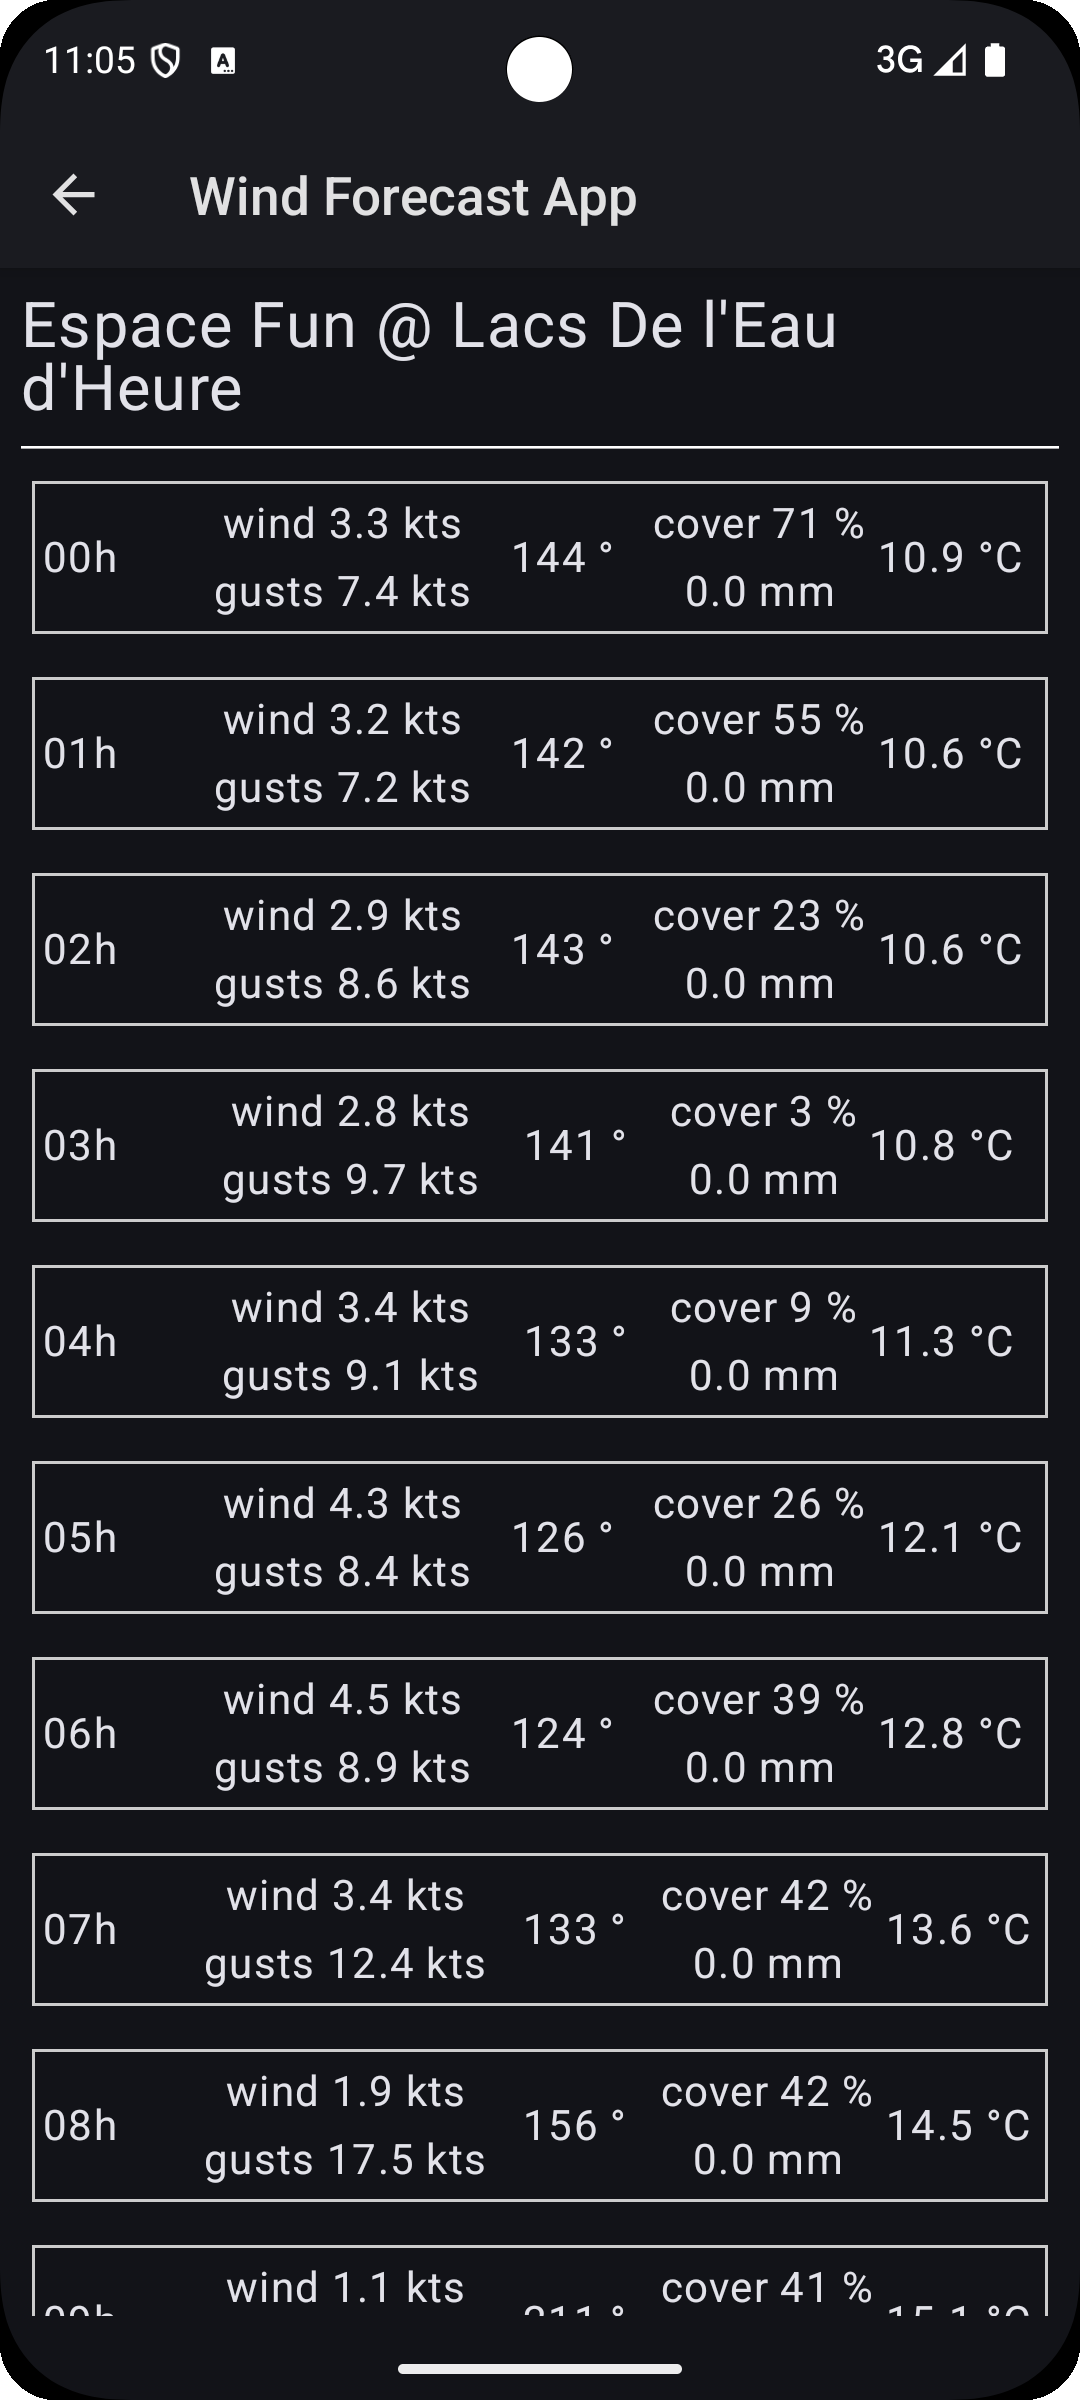 11:05
3G
Wind Forecast App
Espace Fun @ Lacs De l'Eau
d'Heure
00h
wind 3.3 kts
gusts 7.4 kts
144 °
cover 71 %
0.0 mm
10.9 °C
01h
wind 3.2 kts
gusts 7.2 kts
142 °
cover 55 %
0.0 mm
10.6 °C
02h
wind 2.9 kts
gusts 8.6 kts
143 °
cover 23 %
0.0 mm
10.6 °C
03h
wind 2.8 kts
gusts 9.7 kts
141 °
cover 3 %
0.0 mm
10.8 °C
04h
wind 3.4 kts
gusts 9.1 kts
133 °
cover 9 %
0.0 mm
11.3 °C
05h
wind 4.3 kts
gusts 8.4 kts
126 °
cover 26 %
0.0 mm
12.1 °C
06h
wind 4.5 kts
gusts 8.9 kts
124 °
cover 39 %
0.0 mm
12.8 °C
07h
wind 3.4 kts
gusts 12.4 kts
133 °
cover 42 %
0.0 mm
13.6 °C
08h
wind 1.9 kts
gusts 17.5 kts
156 °
cover 42 %
0.0 mm
14.5 °C
wind 1.1 kts
cover 41 %